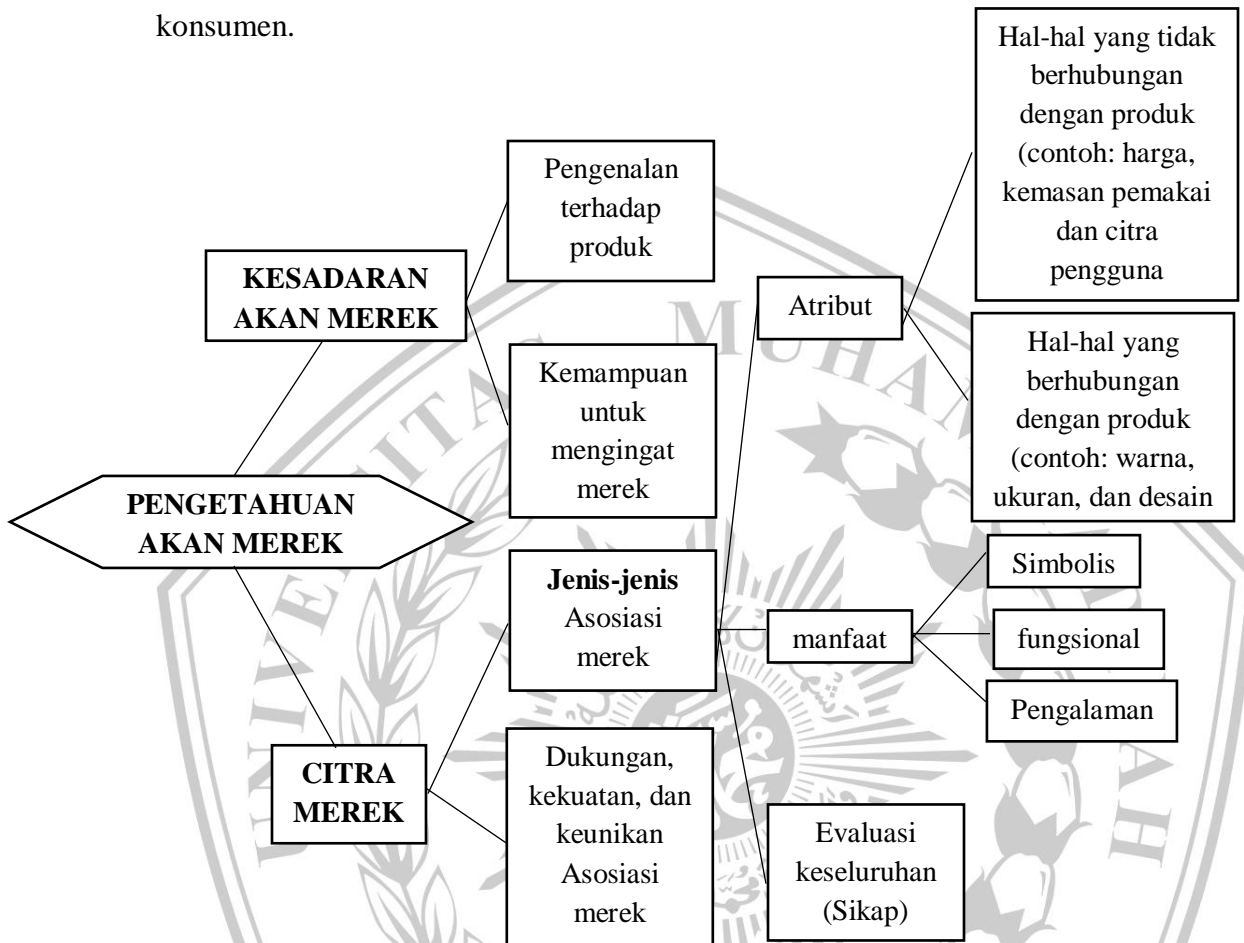 konsumen.
Hal-hal yang tidak
berhubungan
dengan produk
(contoh: harga,
kemasan pemakai
dan citra
pengguna
Pengenalan
terhadap
produk
KESADARAN
AKAN MEREK
Atribut
Hal-hal yang
berhubungan
dengan produk
(contoh: warna,
ukuran, dan desain
Kemampuan
untuk
mengingat
merek
PENGETAHUAN
AKAN MEREK
Jenis-jenis
Asosiasi
merek
manfaat
Simbolis
fungsional
Pengalaman
CITRA
MEREK
Dukungan,
kekuatan, dan
keunikan
Asosiasi
merek
Evaluasi
keseluruhan
(Sikap)
UNIVERSITAS MUHAM
AH